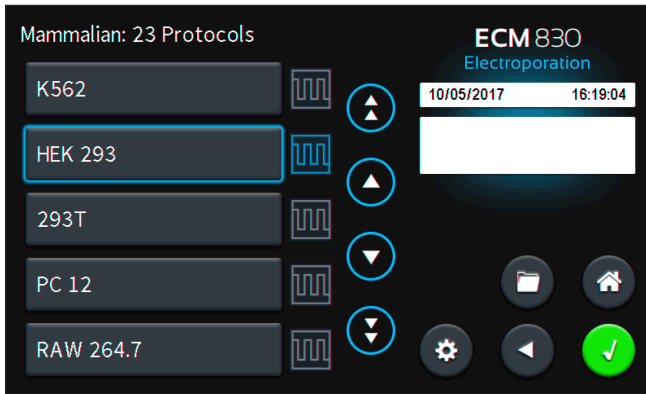 Mammalian: 23 Protocols
K562
HEK 293
293T
PC 12
RAW 264.7
ECM 830
Electroporation
10/05/2017 16:19:04